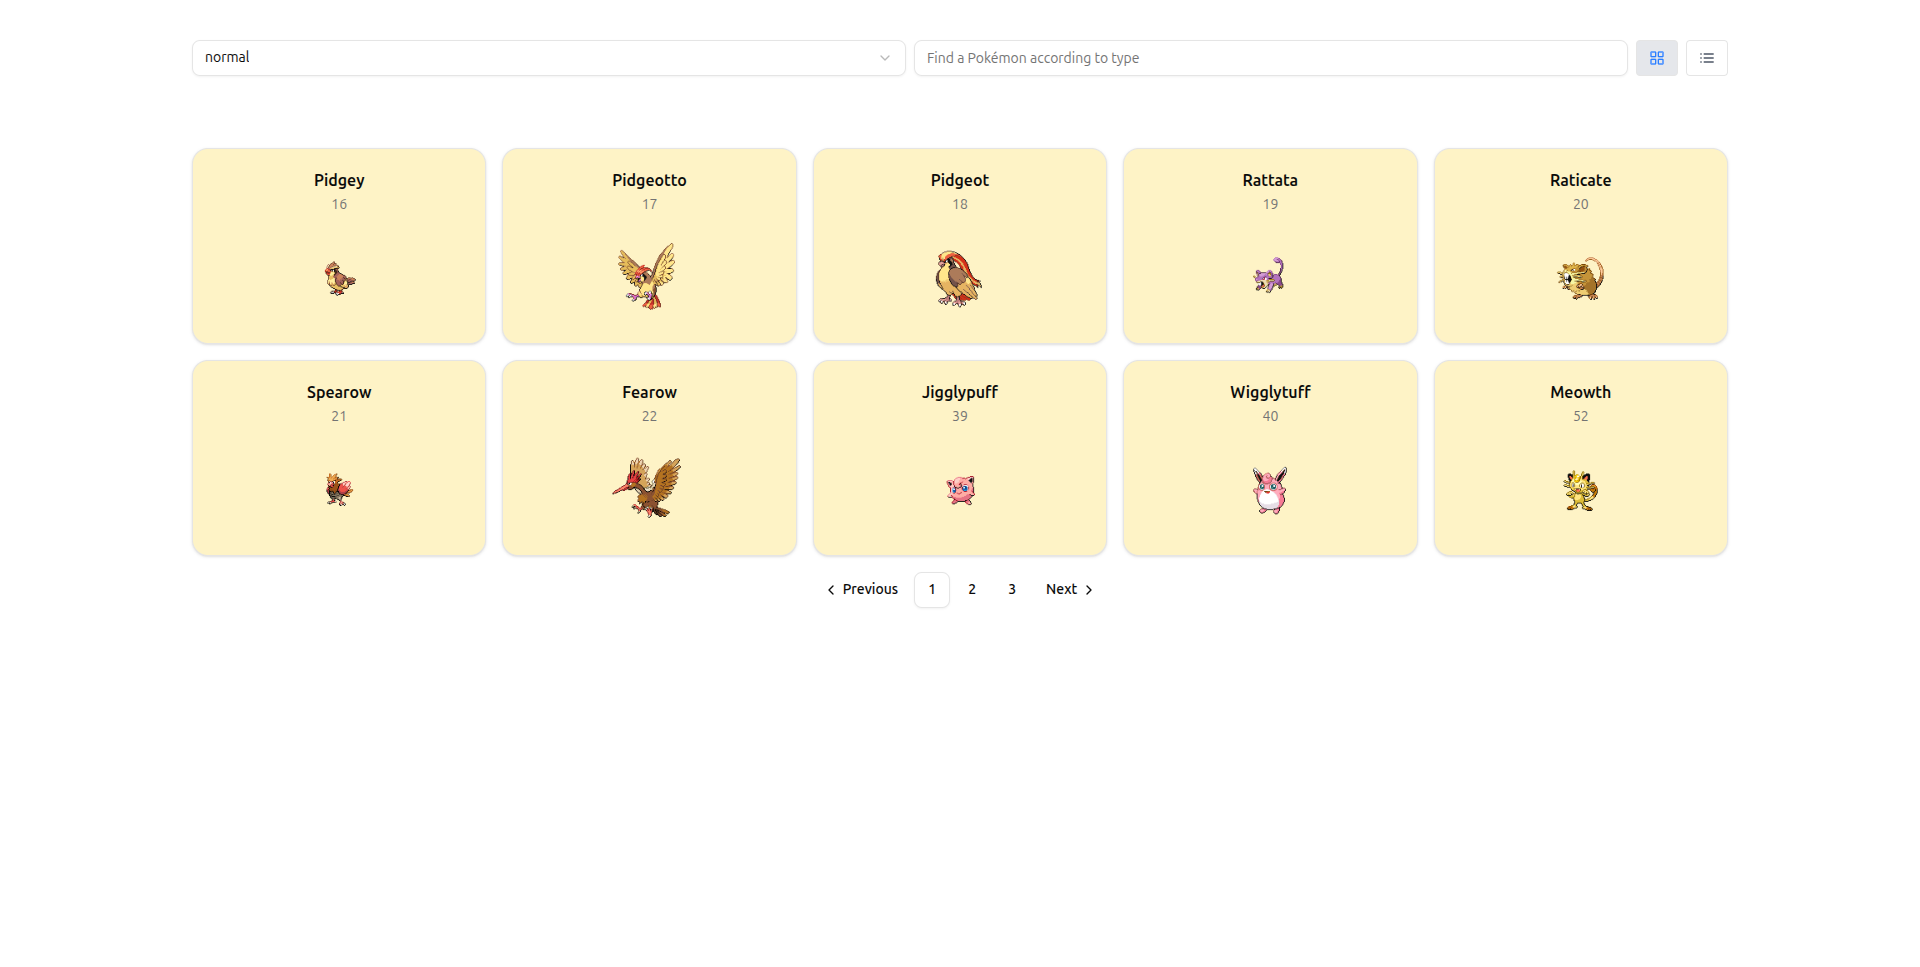 normal
Find a Pokémon according to type
Pidgey
16
Pidgeotto
17
Pidgeot
18
Rattata
19
Raticate
20
Spearow
21
Fearow
22
Jigglypuff
39
Wigglytuff
40
Meowth
52
Previous 1 2 3 Next